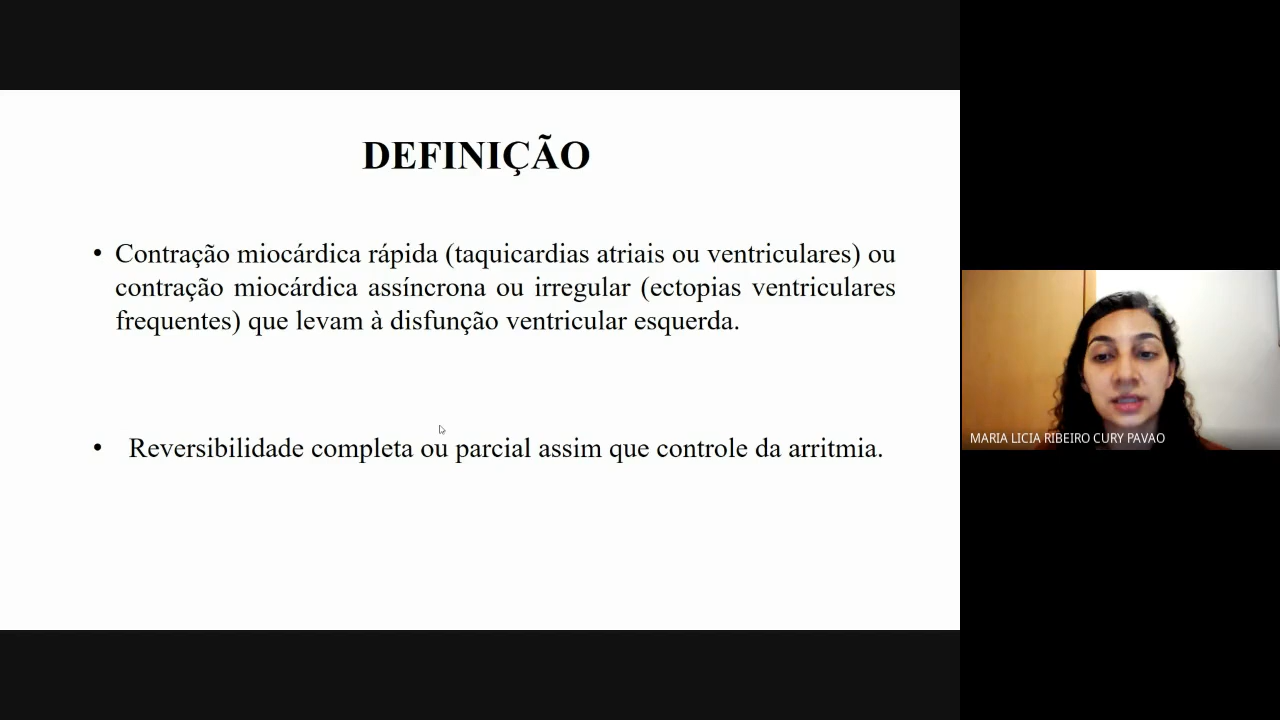 DEFINIÇÃO
• Contração miocárdica rápida (taquicardias atriais ou ventriculares) ou
contração miocárdica assíncrona ou irregular (ectopias ventriculares
frequentes) que levam à disfunção ventricular esquerda.
• Reversibilidade completa ou parcial assim que controle da arritmia.
MARIA LICIA RIBEIRO CURY PAVAO